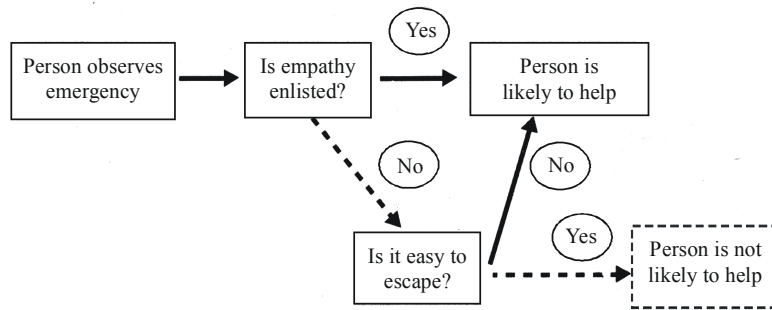 Yes
Person observes
emergency
Is empathy
enlisted?
Person is
likely to help
No
No
Is it easy to
escape?
Yes
Person is not
likely to help